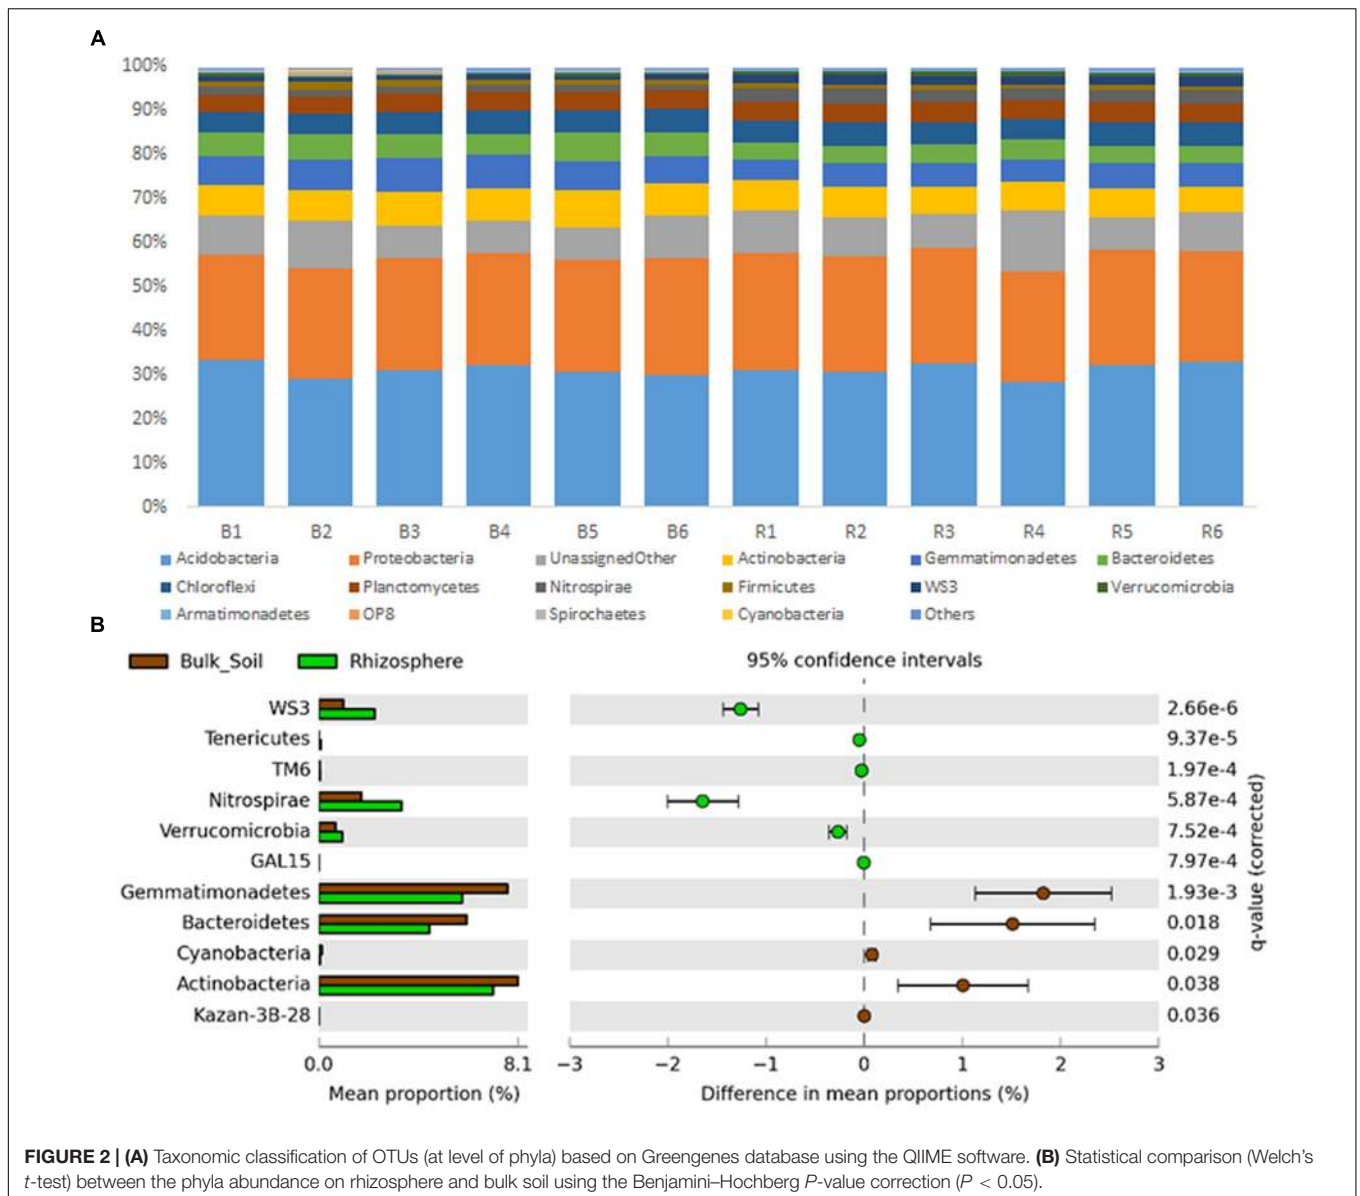 A
100%
90%
80%
70%
60%
50%
40%
30%
20%
10%
0%
B1 B2 B3 B4 B5 B6 R1 R2 R3 R4 R5 R6
Acidobacteria Proteobacteria UnassignedOther Actinobacteria Gemmatimonadetes Bacteroidetes
Chloroflexi Planctomycetes Nitrospirae Firmicutes WS3 Verrucomicrobia
Armatimonadetes OP8 Spirochaetes Cyanobacteria Others
B
Bulk_Soil Rhizosphere 95% confidence intervals
WS3 2.66e-6
Tenericutes 9.37e-5
TM6 1.97e-4
Nitrospirae 5.87e-4
Verrucomicrobia 7.52e-4
GAL15 7.97e-4
Gemmatimonadetes 1.93e-3
Bacteroidetes 0.018
Cyanobacteria 0.029
Actinobacteria 0.038
Kazan-3B-28 0.036
q-value (corrected)
0.0 8.1 −3 −2 −1 0 1 2 3
Mean proportion (%) Difference in mean proportions (%)
FIGURE 2 | (A) Taxonomic classification of OTUs (at level of phyla) based on Greengenes database using the QIIME software. (B) Statistical comparison (Welch's
t-test) between the phyla abundance on rhizosphere and bulk soil using the Benjamini–Hochberg P-value correction (P < 0.05).